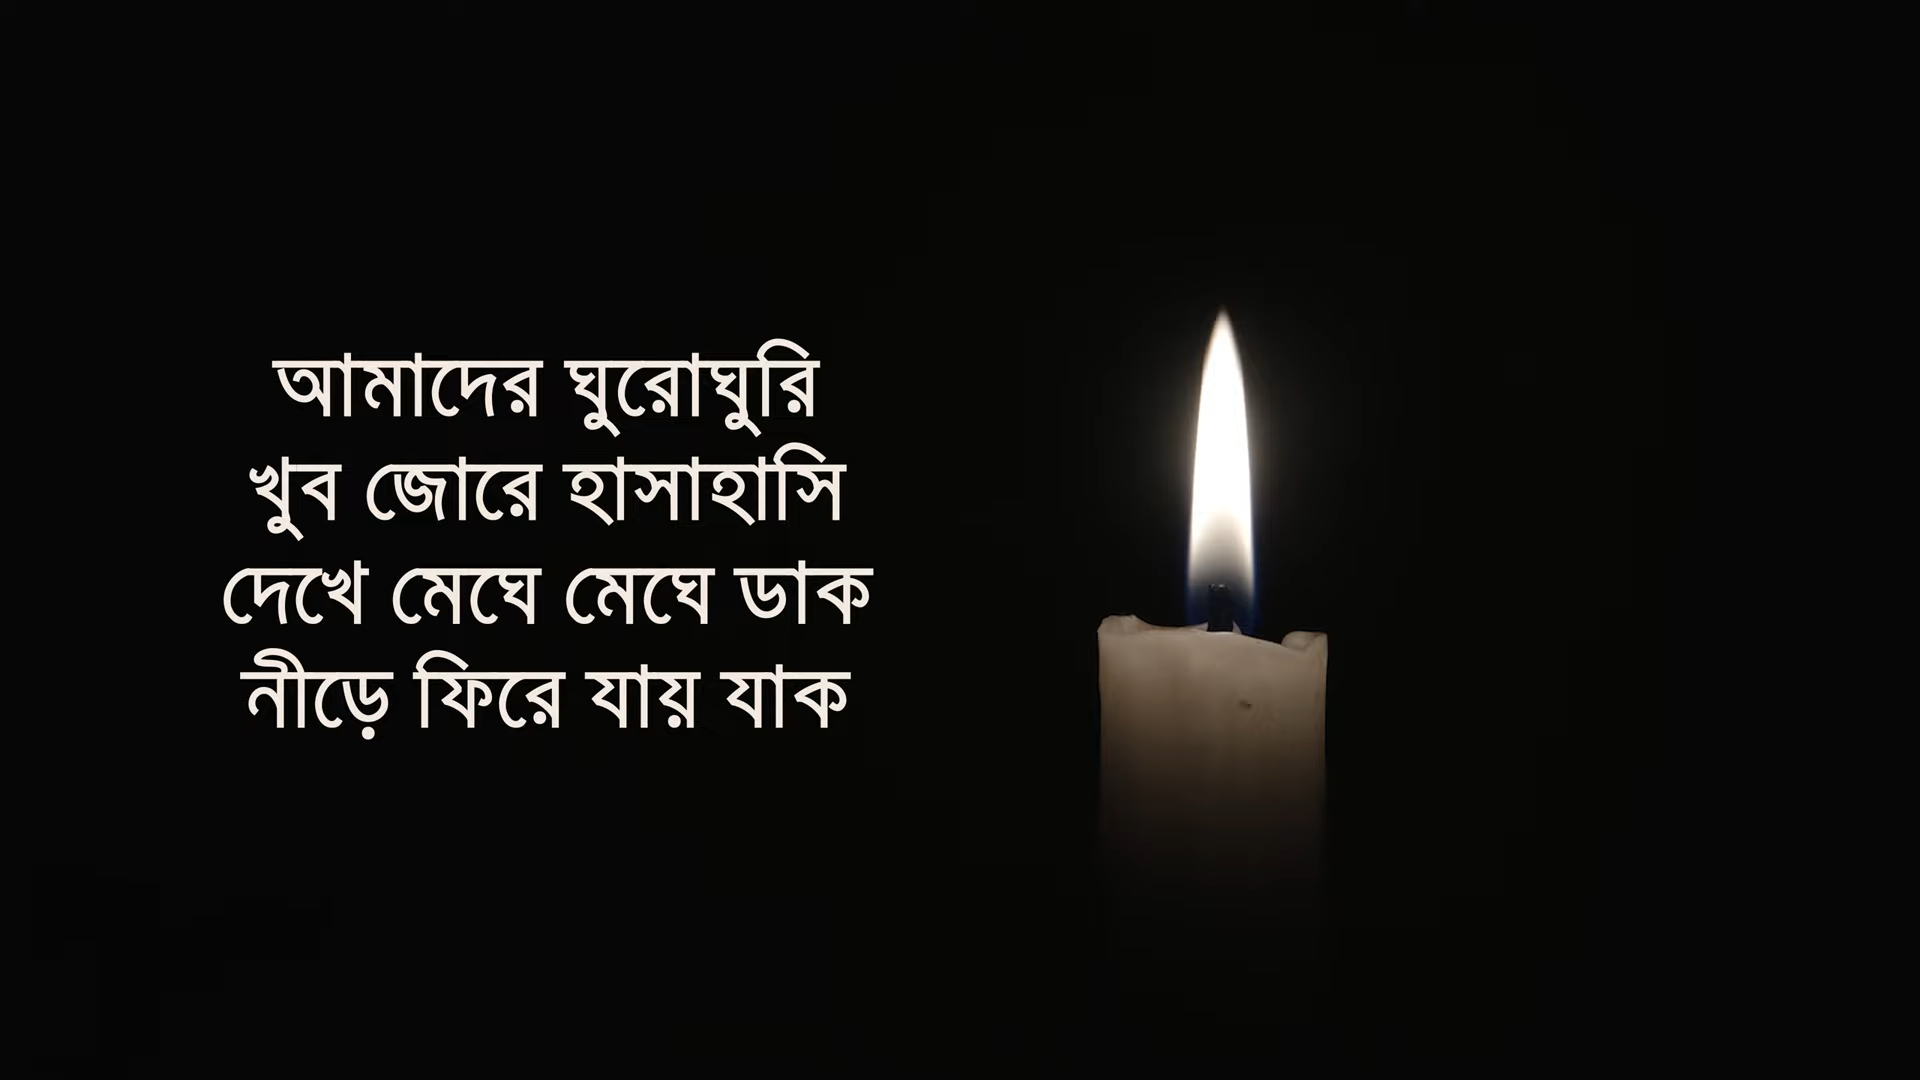 আমাদের ঘুরোঘুরি
খুব জোরে হাসাহাসি
দেখে মেঘে মেঘে ডাক
নীড়ে ফিরে যায় যাক